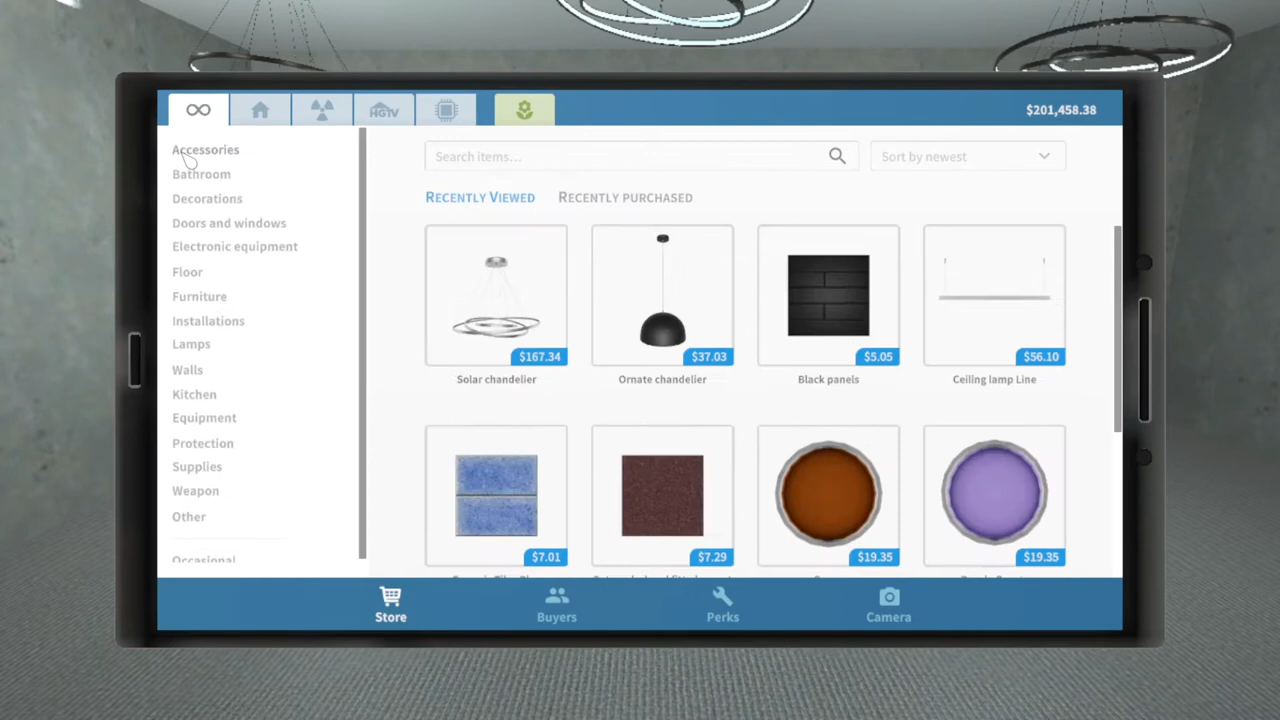 HGTV
$201,458.38
Accessories
Bathroom
Decorations
Doors and windows
Electronic equipment
Floor
Furniture
Installations
Lamps
Walls
Kitchen
Equipment
Protection
Supplies
Weapon
Other
Occasional
Search items...
Sort by newest
RECENTLY VIEWED
RECENTLY PURCHASED
$167.34
$37.03
$5.05
$56.10
Solar chandelier
Ornate chandelier
Black panels
Ceiling lamp Line
$7.01
$7.29
$19.35
$19.35
Store
Buyers
Perks
Camera